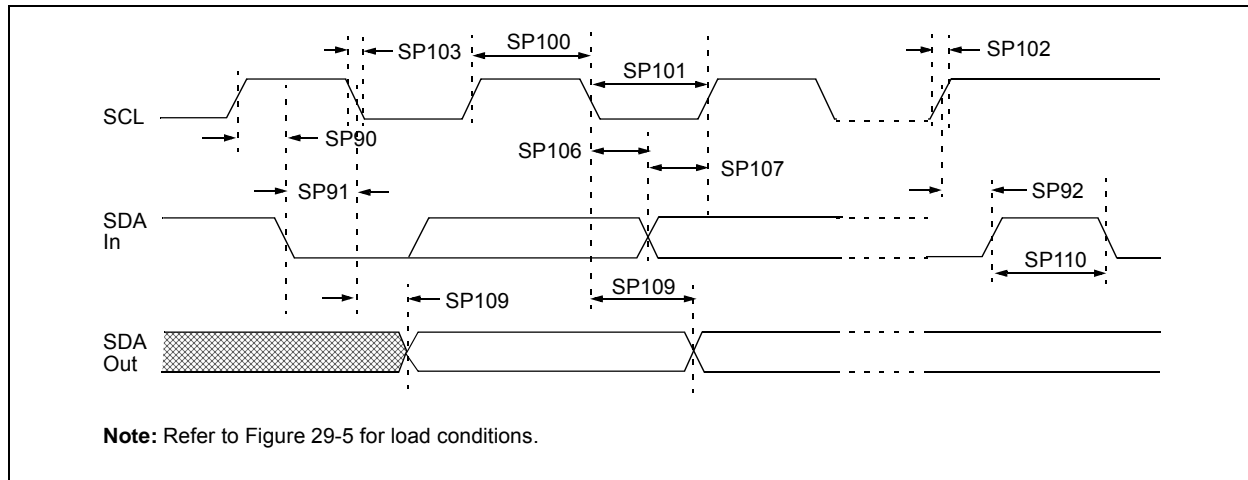 SP103
SP100
SP102
SP101
SCL
SP90
SP106
SP107
SP91
SP92
SDA
In
SP110
SP109
SP109
SDA
Out
Note: Refer to Figure 29-5 for load conditions.